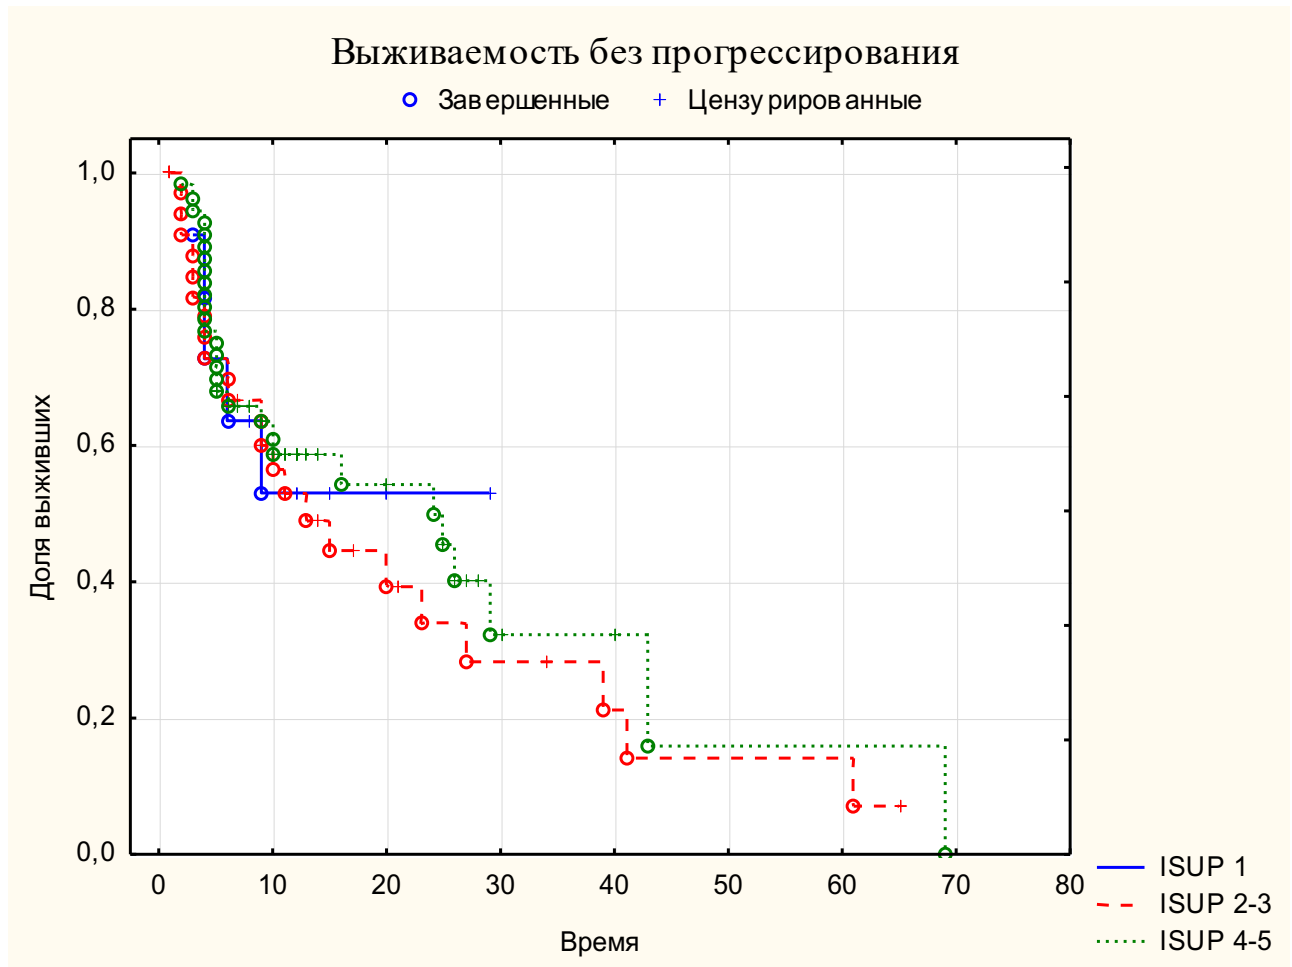 Выживаемость без прогрессирования
Завершенные Цензурированные
1,0
0,8
0,6
0,4
0,2
0,0
Доля выживших
0 10 20 30 40 50 60 70 80
Время
ISUP 1
ISUP 2-3
ISUP 4-5